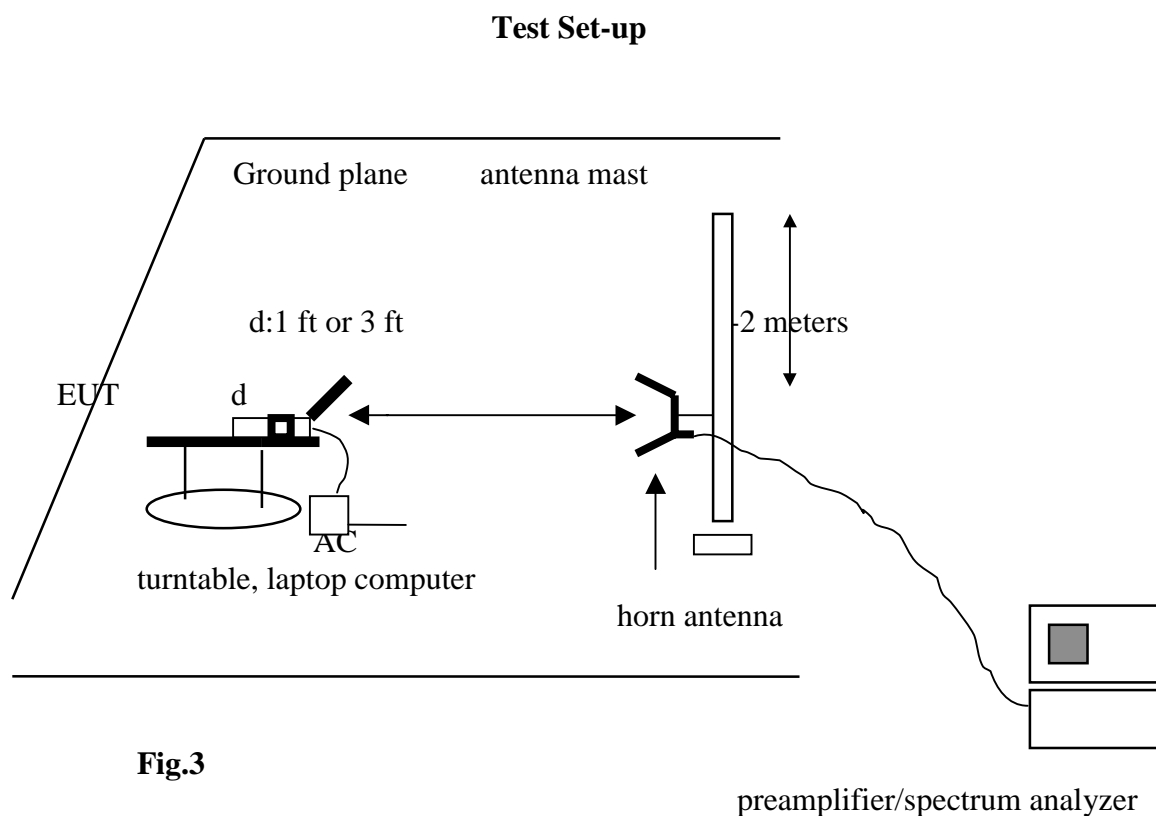 Test Set-up
Ground plane antenna mast
d:1 ft or 3 ft -2 meters
EUT d
AC
turntable, laptop computer
horn antenna
Fig.3
preamplifier/spectrum analyzer